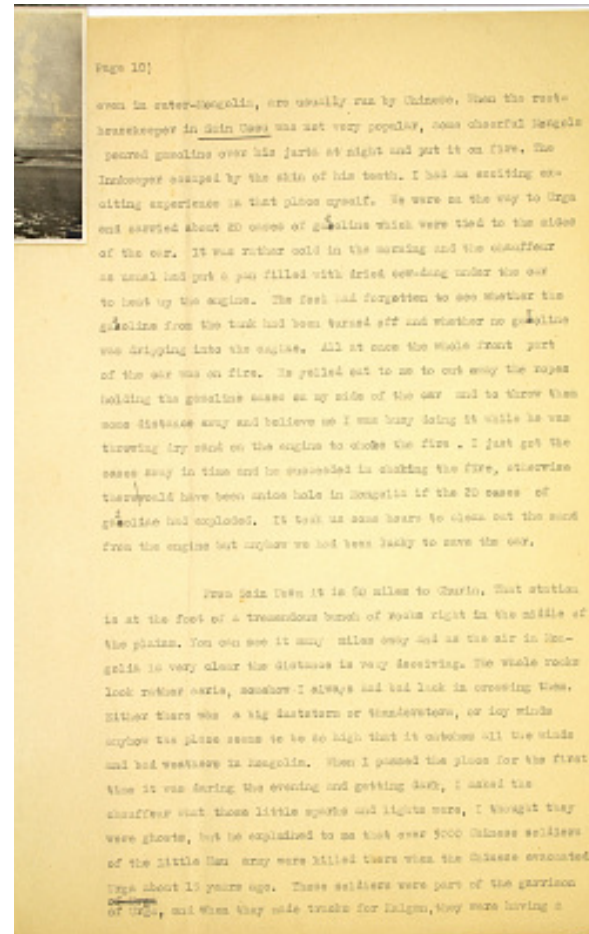 Page 10)
even in outer-Mongolia, are usually run by Chinese. When the rest-
housekeeper in Sain Usau was not very popular, some cheerful Mongols
poured gasoline over his jurta at night and put it on fire. The
Innkeeper escaped by the skin of his teeth. I had an exciting ex-
citing experience in that place myself. We were on the way to Urga
and carried about 20 cases of gasoline which were tied to the sides
of the car. It was rather cold in the morning and the chauffeur
as usual had put a pan filled with dried cowdung under the car
to heat up the engine. The fool had forgotten to see whether the
gasoline from the tank had been turned off and whether no gasoline
was dripping into the engine. All at once the whole front part
of the car was on fire. He yelled out to me to cut away the ropes
holding the gasoline cases on my side of the car and to throw them
some distance away and believe me I was busy doing it while he was
throwing dry sand on the engine to choke the fire . I just got the
cases away in time and he succeeded in choking the fire, otherwise
therewould have been anice hole in Mongolia if the 20 cases of
gasoline had exploded. It took us some hours to clean out the sand
from the engine but anyhow we had been lucky to save the car.
From Sain Usau it is 50 miles to Charin. That station
is at the foot of a tremendous bunch of rocks right in the middle of
the plains. You can see it many miles away and as the air in Mon-
golia is very clear the distance is very deceiving. The whole rocks
look rather eerie, somehow I always had bad luck in crossing them.
Either there was a big duststorm or thunderstorm, or icy winds
anyhow the place seems to be so high that it catches all the winds
and bad weathers in Mongolia. When I passed the place for the first
time it was during the evening and getting dark, I asked the
chauffeur what those little sparks and lights were, I thought they
were ghosts, but he explained to me that over 5000 Chinese soldiers
of the Little Hsu army were killed there when the Chinese evacuated
Urga about 15 years ago. These soldiers were part of the garrison
of Urga, and when they made tracks for Kalgan, they were having a